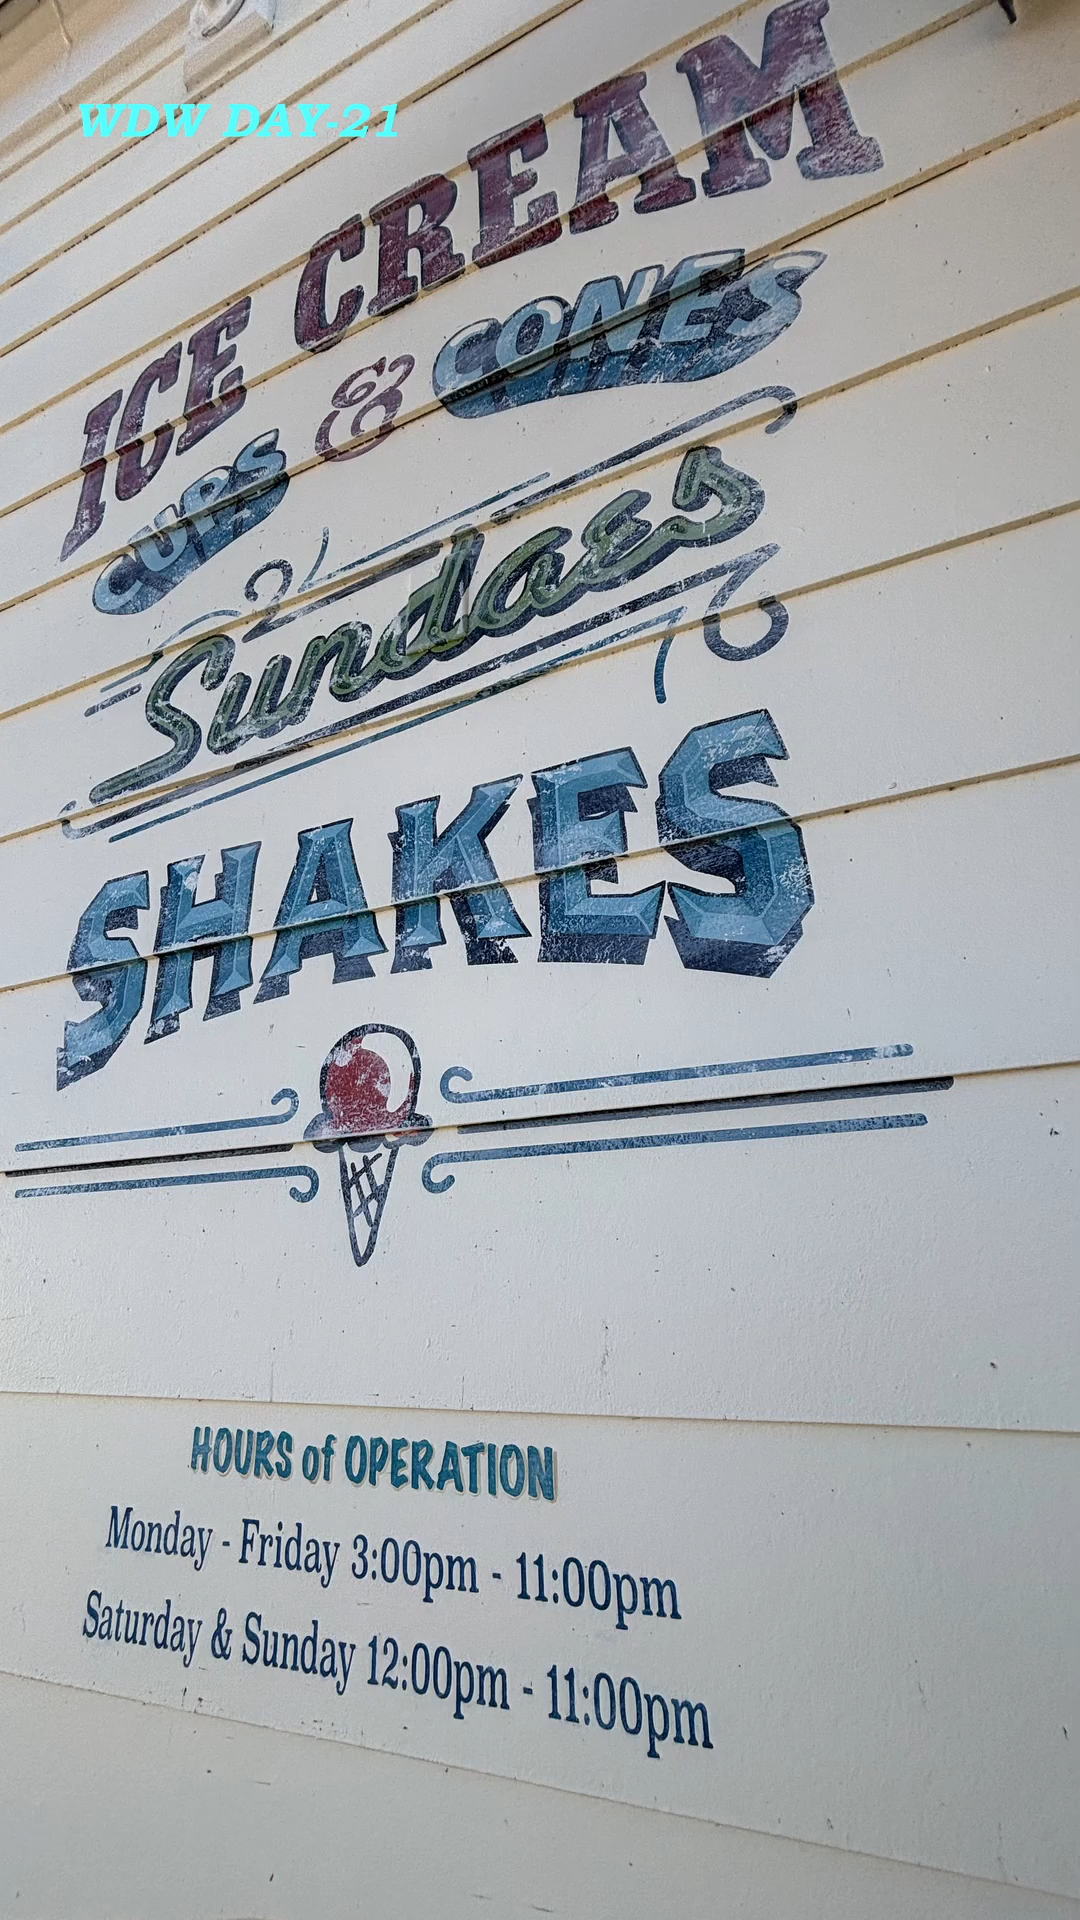 WDW DAY-21
ICE CREAM
CUPS & CONES
Sundaes
SHAKES
HOURS of OPERATION
Monday - Friday 3:00pm - 11:00pm
Saturday & Sunday 12:00pm - 11:00pm